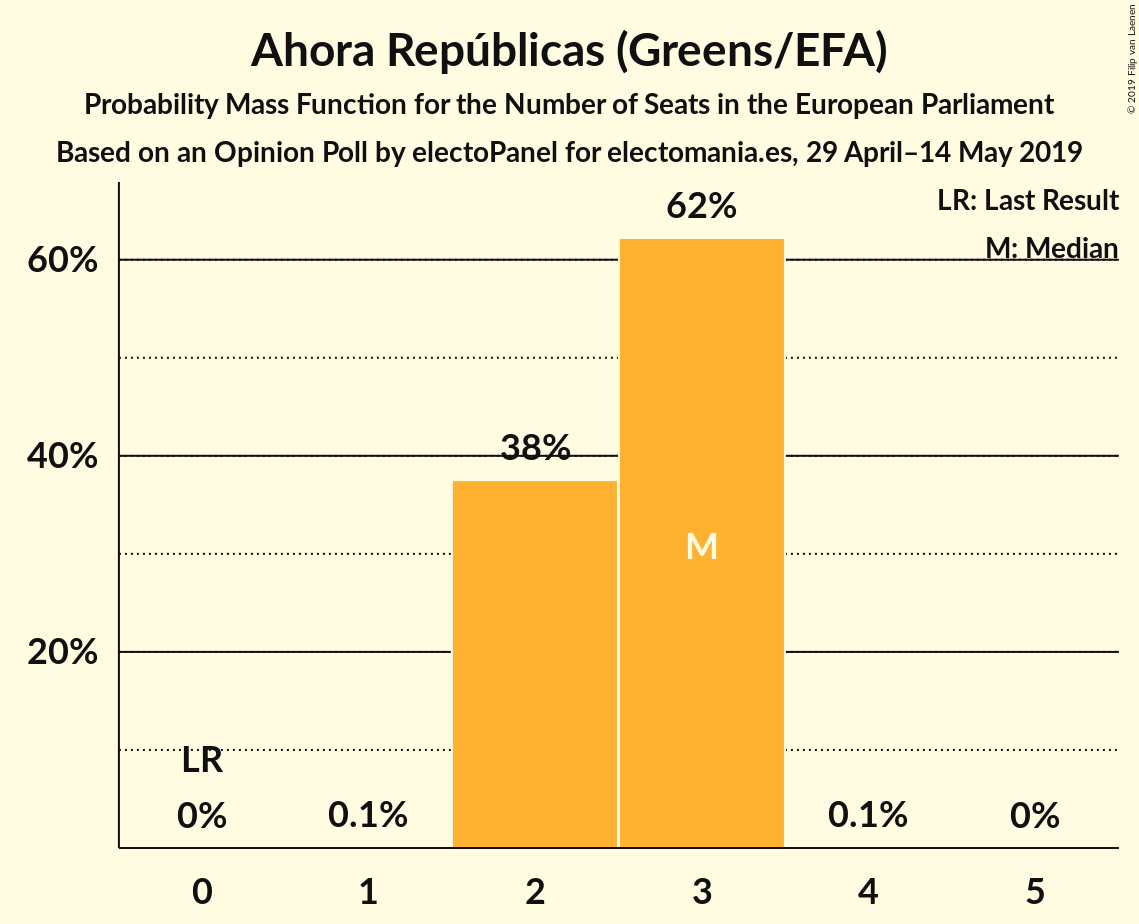 Ahora Repúblicas (Greens/EFA)
Probability Mass Function for the Number of Seats in the European Parliament
Based on an Opinion Poll by electoPanel for electomania.es, 29 April–14 May 2019
© 2019 Filip van Laenen
LR: Last Result
M: Median
62%
60%
38%
40%
M
20%
LR
0%
0.1%
0.1%
0%
0
1
2
3
4
5